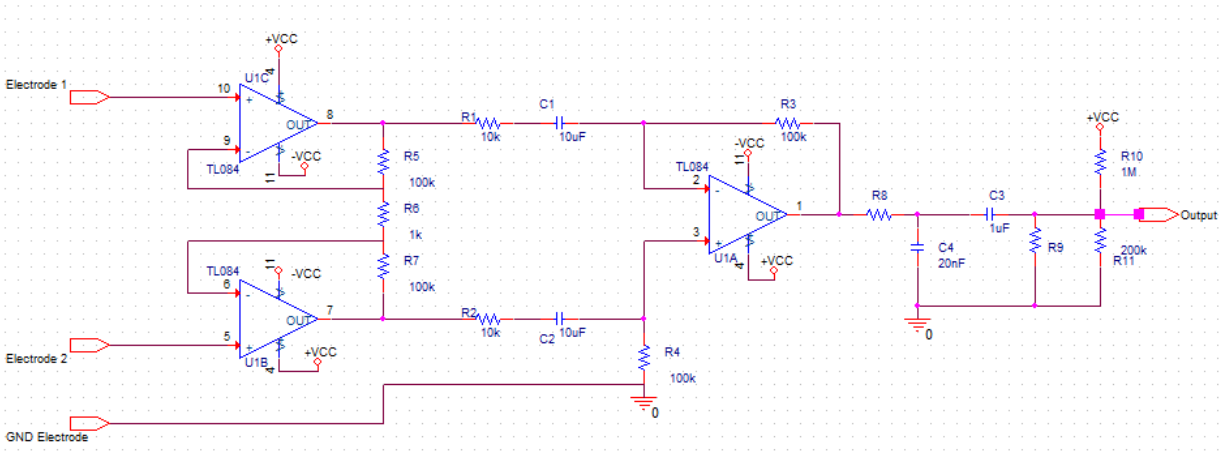 +VCC
4
Electrode 1
10
U1C
+
OUT
8
9
-
-VCC
11
TL084
R1
10k
C1
10uF
R3
100k
R5
100k
R6
1k
R7
100k
-VCC
11
TL084
2
-
OUT
1
3
+
U1A
4
+VCC
R8
C4
20nF
C3
1uF
R9
+VCC
R10
1M
Output
200k
R11
0
TL084
11
-VCC
6
-
OUT
7
5
+
U1B
4
+VCC
Electrode 2
R2
10k
C2
10uF
R4
100k
0
GND Electrode